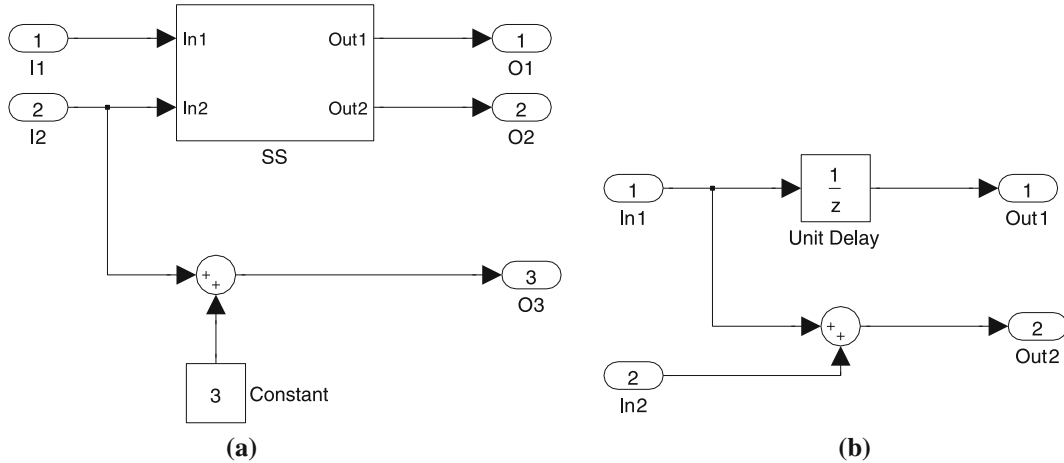 1
I1
2
I2
In1
In2
Out1
Out2
SS
1
O1
2
O2
+
+
3
O3
3
Constant
(a)
1
In1
1
z
Unit Delay
1
Out1
+
+
2
Out2
2
In2
(b)